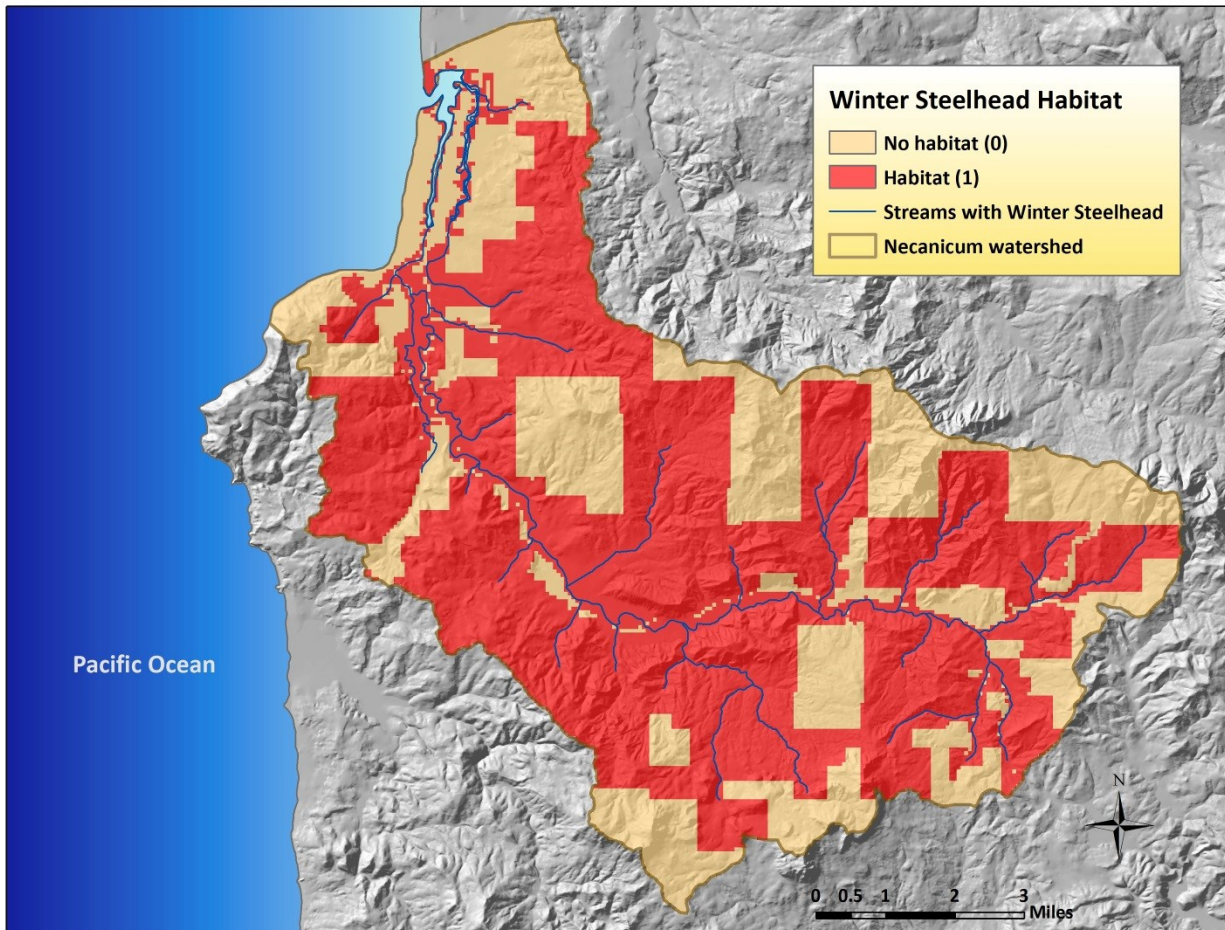 Winter Steelhead Habitat
No habitat (0)
Habitat (1)
Streams with Winter Steelhead
Necanicum watershed
Pacific Ocean
N
0 0.5 1 2 3
Miles